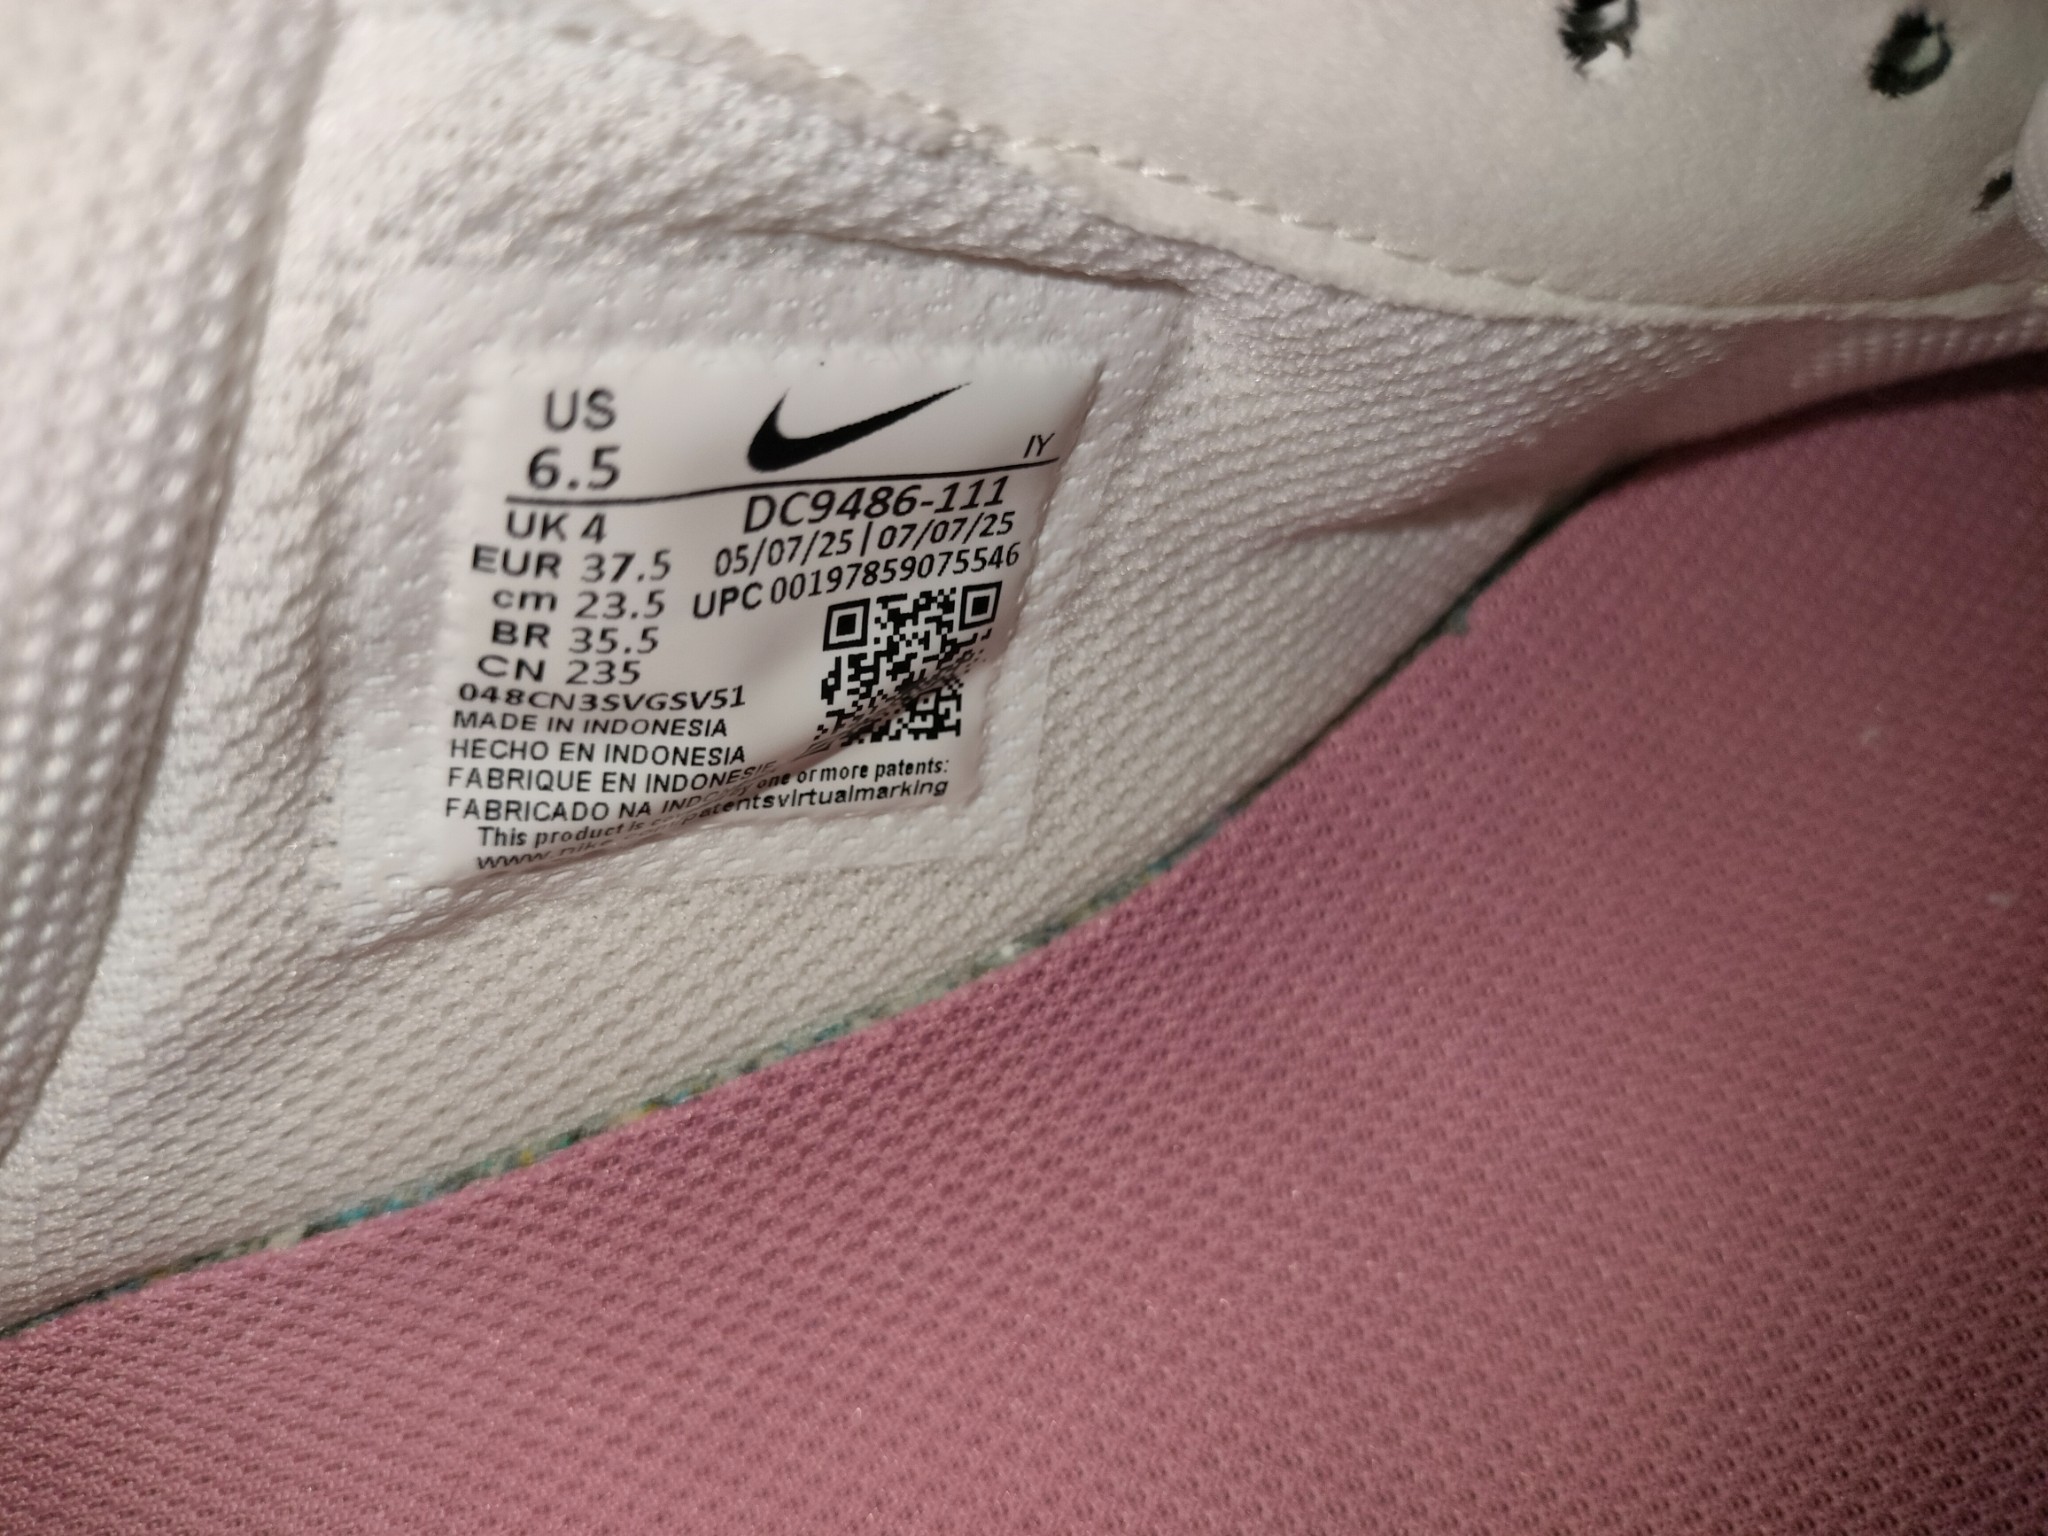 US
6.5
IY
UK 4
DC9486-111
EUR 37.5
05/07/25 | 07/07/25
cm 23.5
UPC 00197859075546
BR 35.5
CN 235
048CN3SVGSV51
MADE IN INDONESIA
HECHO EN INDONESIA
FABRIQUE EN INDONESIE
FABRICADO NA
This product is one or more patents: